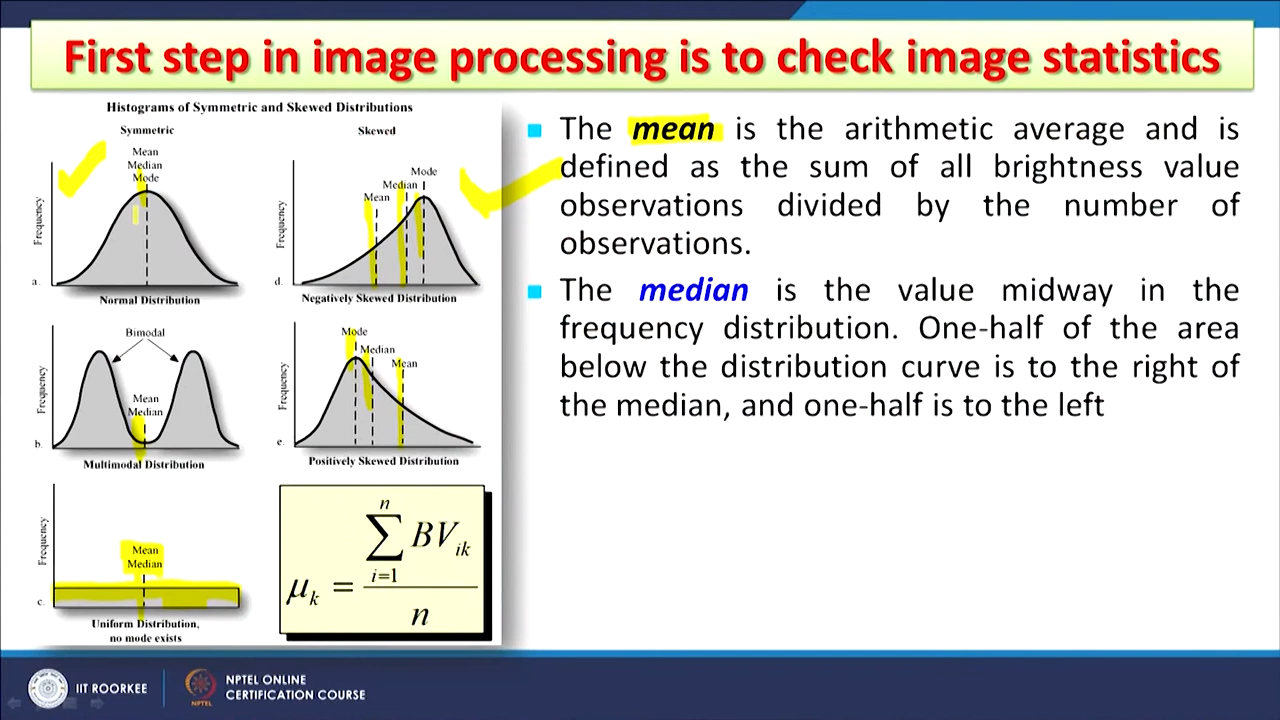 First step in image processing is to check image statistics
Histograms of Symmetric and Skewed Distributions
Symmetric
Skewed
Mean
Median
Mode
Frequency
a.
Normal Distribution
Mode
Median
Mean
Frequency
d.
Negatively Skewed Distribution
Bimodal
Mean
Median
Frequency
b.
Multimodal Distribution
Mode
Median
Mean
Frequency
e.
Positively Skewed Distribution
Mean
Median
Frequency
c.
Uniform Distribution,
no mode exists
n
∑ BV_ik
i=1
μ_k =
n
The mean is the arithmetic average and is
defined as the sum of all brightness value
observations divided by the number of
observations.
The median is the value midway in the
frequency distribution. One-half of the area
below the distribution curve is to the right of
the median, and one-half is to the left
IIT ROORKEE
NPTEL
NPTEL ONLINE
CERTIFICATION COURSE